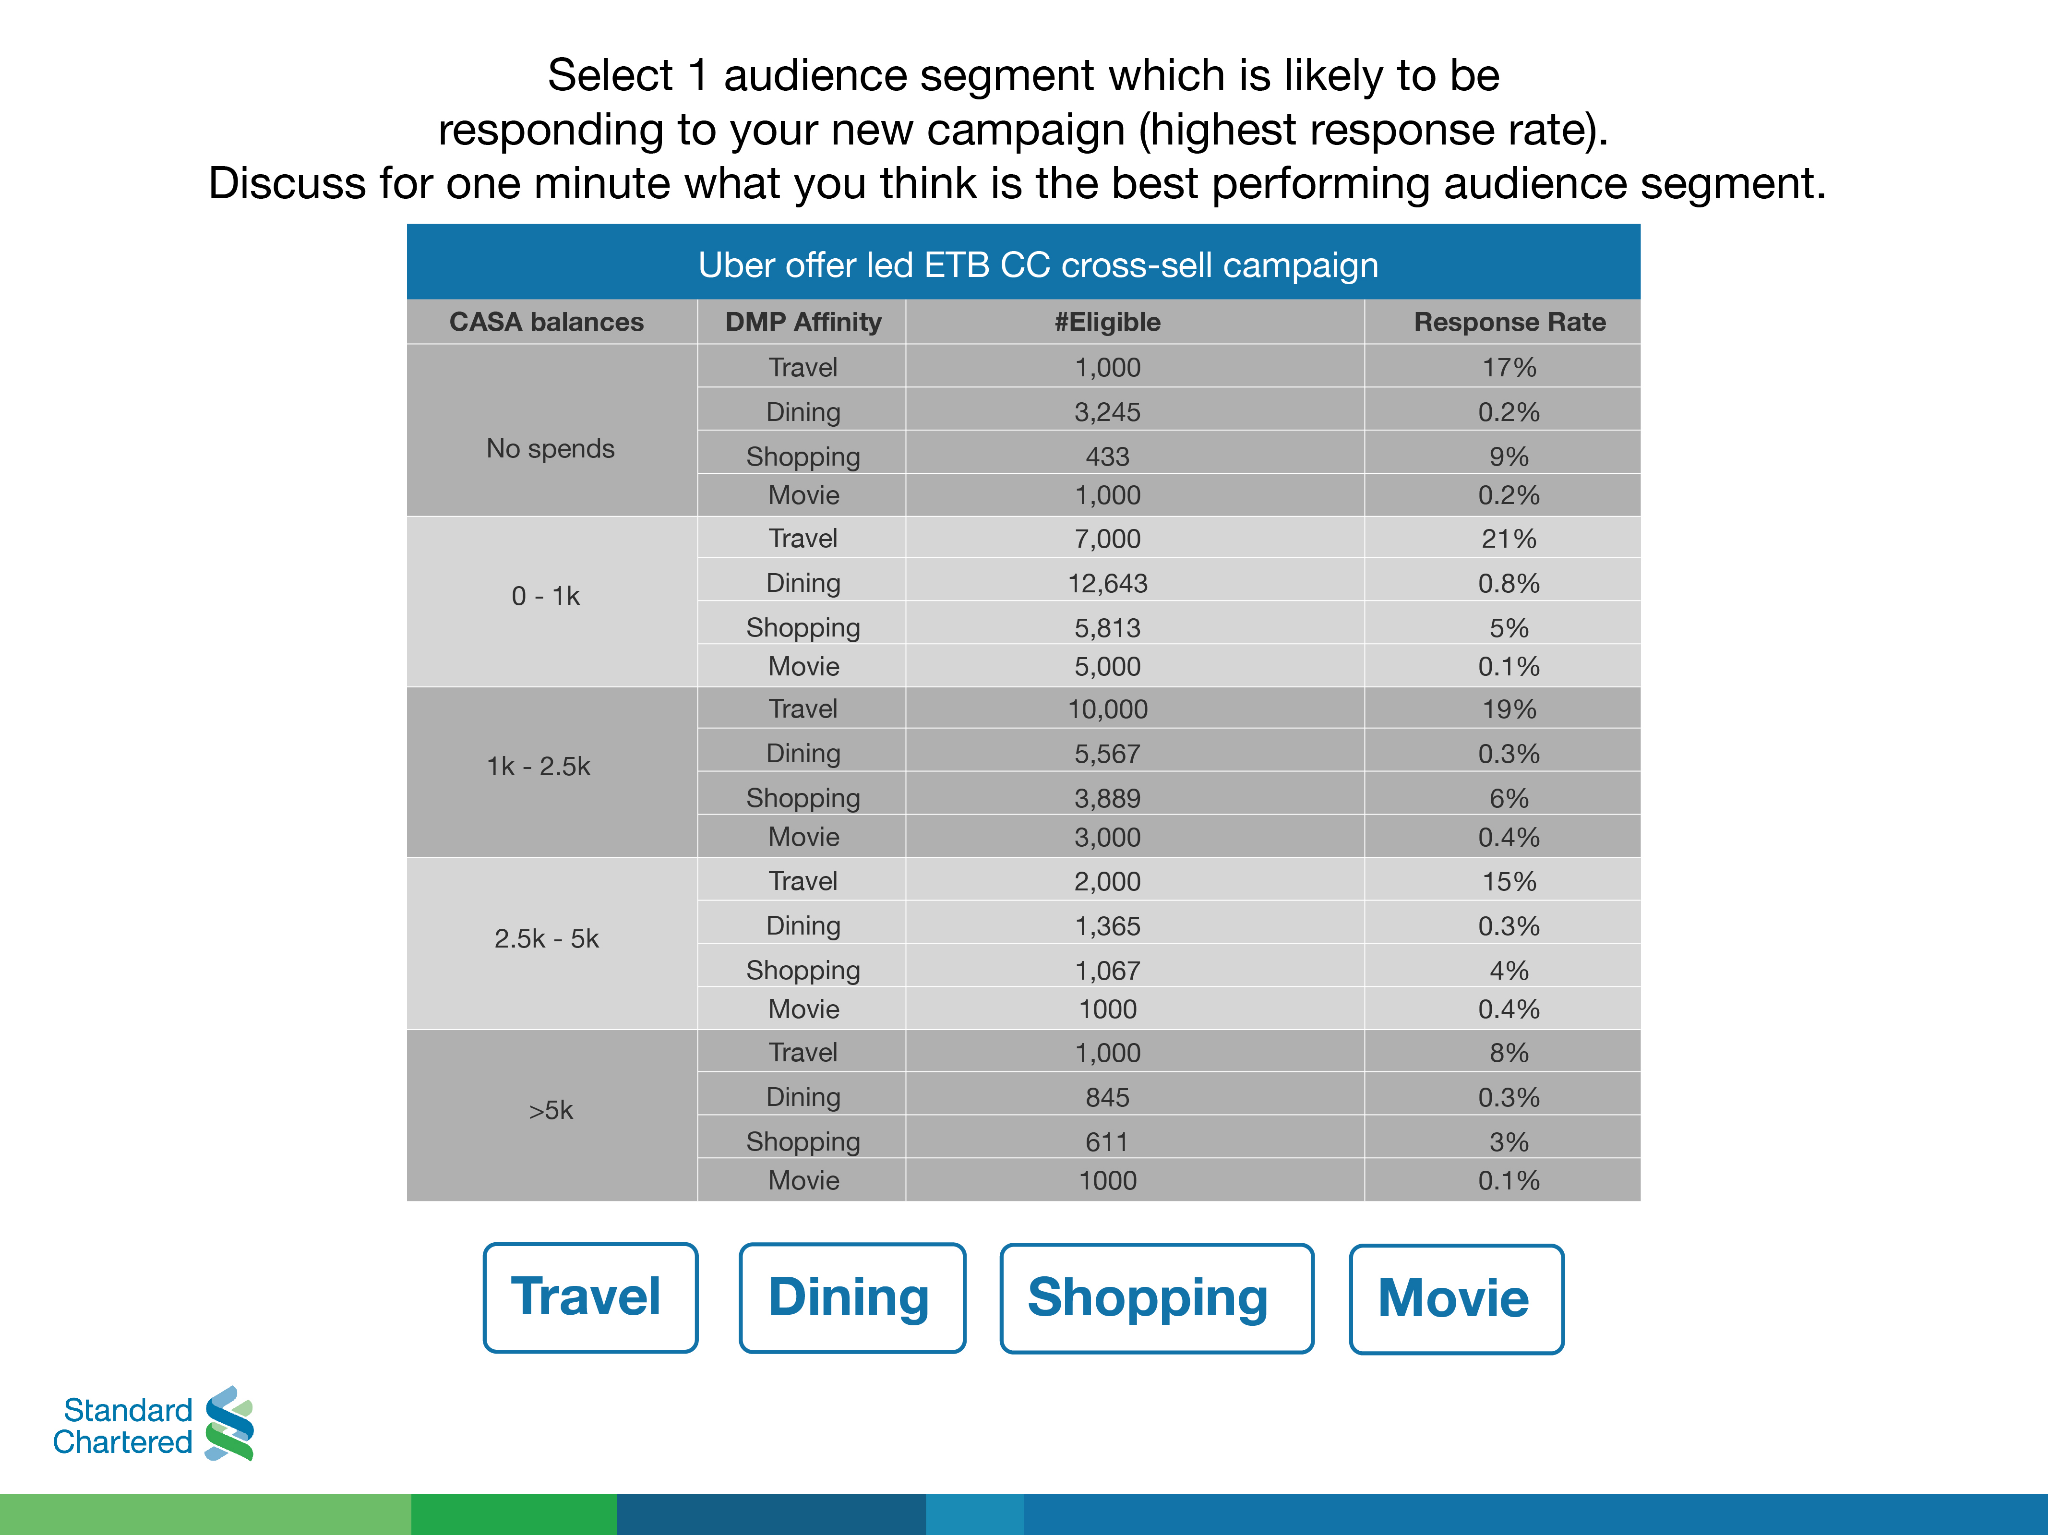 Select 1 audience segment which is likely to be
responding to your new campaign (highest response rate).
Discuss for one minute what you think is the best performing audience segment.
Uber offer led ETB CC cross-sell campaign
CASA balances DMP Affinity #Eligible Response Rate
No spends
Travel 1,000 17%
Dining 3,245 0.2%
Shopping 433 9%
Movie 1,000 0.2%
0 - 1k
Travel 7,000 21%
Dining 12,643 0.8%
Shopping 5,813 5%
Movie 5,000 0.1%
1k - 2.5k
Travel 10,000 19%
Dining 5,567 0.3%
Shopping 3,889 6%
Movie 3,000 0.4%
2.5k - 5k
Travel 2,000 15%
Dining 1,365 0.3%
Shopping 1,067 4%
Movie 1000 0.4%
>5k
Travel 1,000 8%
Dining 845 0.3%
Shopping 611 3%
Movie 1000 0.1%
Travel Dining Shopping Movie
Standard
Chartered